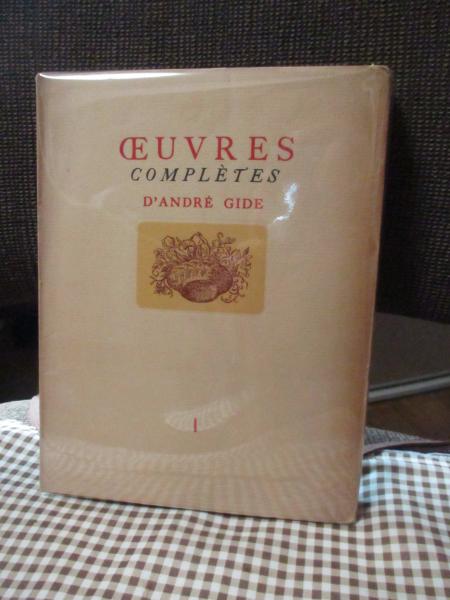 ŒUVRES
COMPLÈTES
D'ANDRÉ GIDE
I